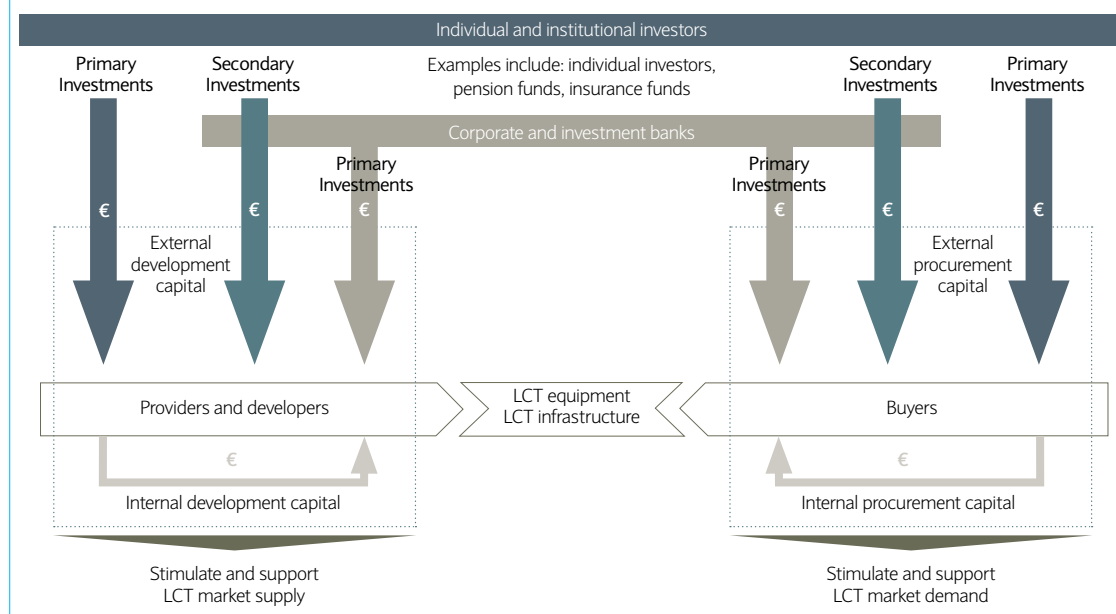 Individual and institutional investors
Primary
Investments
Secondary
Investments
Examples include: individual investors,
pension funds, insurance funds
Secondary
Investments
Primary
Investments
Corporate and investment banks
Primary
Investments
Primary
Investments
€
€
€
€
€
€
External
development
capital
External
procurement
capital
Providers and developers
LCT equipment
LCT infrastructure
Buyers
€
€
Internal development capital
Internal procurement capital
Stimulate and support
LCT market supply
Stimulate and support
LCT market demand